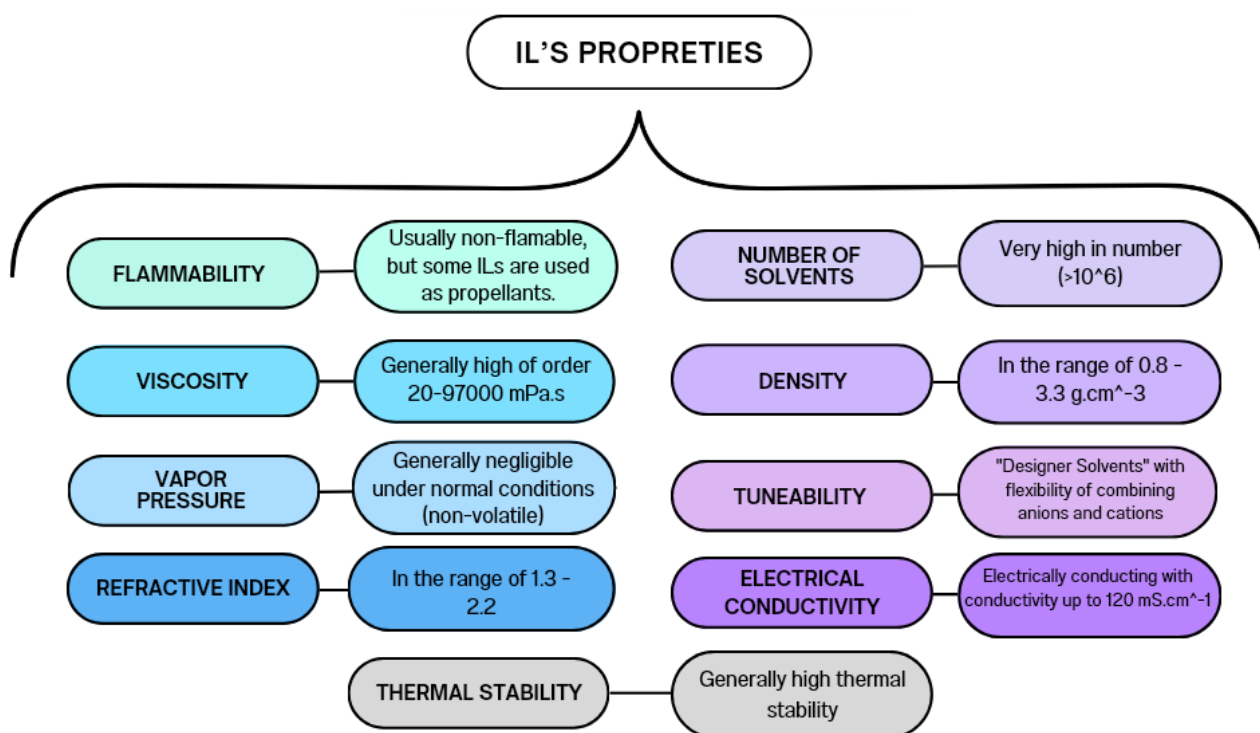 IL'S PROPRETIES
FLAMMABILITY
Usually non-flamable,
but some ILs are used
as propellants.
NUMBER OF
SOLVENTS
Very high in number
(>10^6)
VISCOSITY
Generally high of order
20-97000 mPa.s
DENSITY
In the range of 0.8 -
3.3 g.cm^-3
VAPOR
PRESSURE
Generally negligible
under normal conditions
(non-volatile)
TUNEABILITY
"Designer Solvents" with
flexibility of combining
anions and cations
REFRACTIVE INDEX
In the range of 1.3 -
2.2
ELECTRICAL
CONDUCTIVITY
Electrically conducting with
conductivity up to 120 mS.cm^-1
THERMAL STABILITY
Generally high thermal
stability